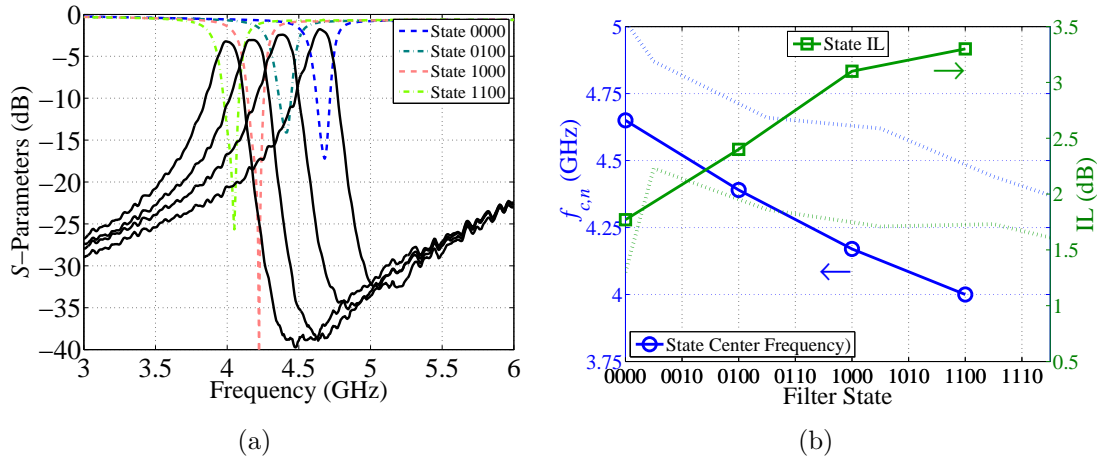 0
−5
−10
−15
−20
−25
−30
−35
−40
S−Parameters (dB)
3
3.5
4
4.5
5
5.5
6
Frequency (GHz)
State 0000
State 0100
State 1000
State 1100
(a)
5
4.75
4.5
4.25
4
3.75
fc,n (GHz)
State IL
State Center Frequency)
0000
0010
0100
0110
1000
1010
1100
1110
Filter State
3.5
3
2.5
2
1.5
1
0.5
IL (dB)
(b)